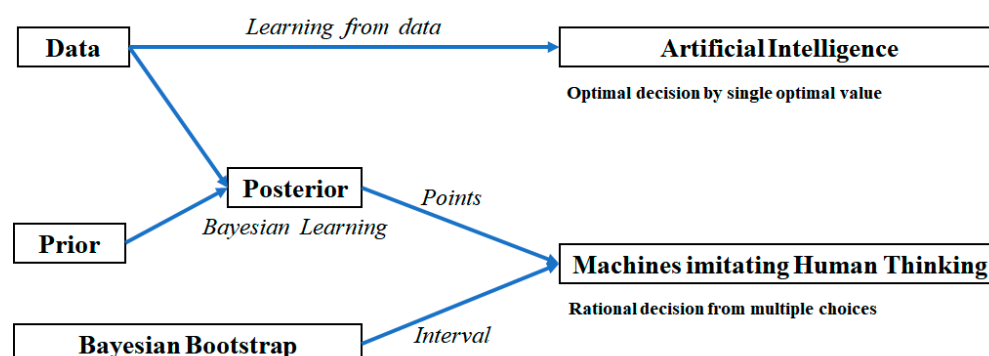 Learning from data
Data
Artificial Intelligence
Optimal decision by single optimal value
Posterior
Points
Bayesian Learning
Prior
Machines imitating Human Thinking
Rational decision from multiple choices
Interval
Bayesian Bootstrap